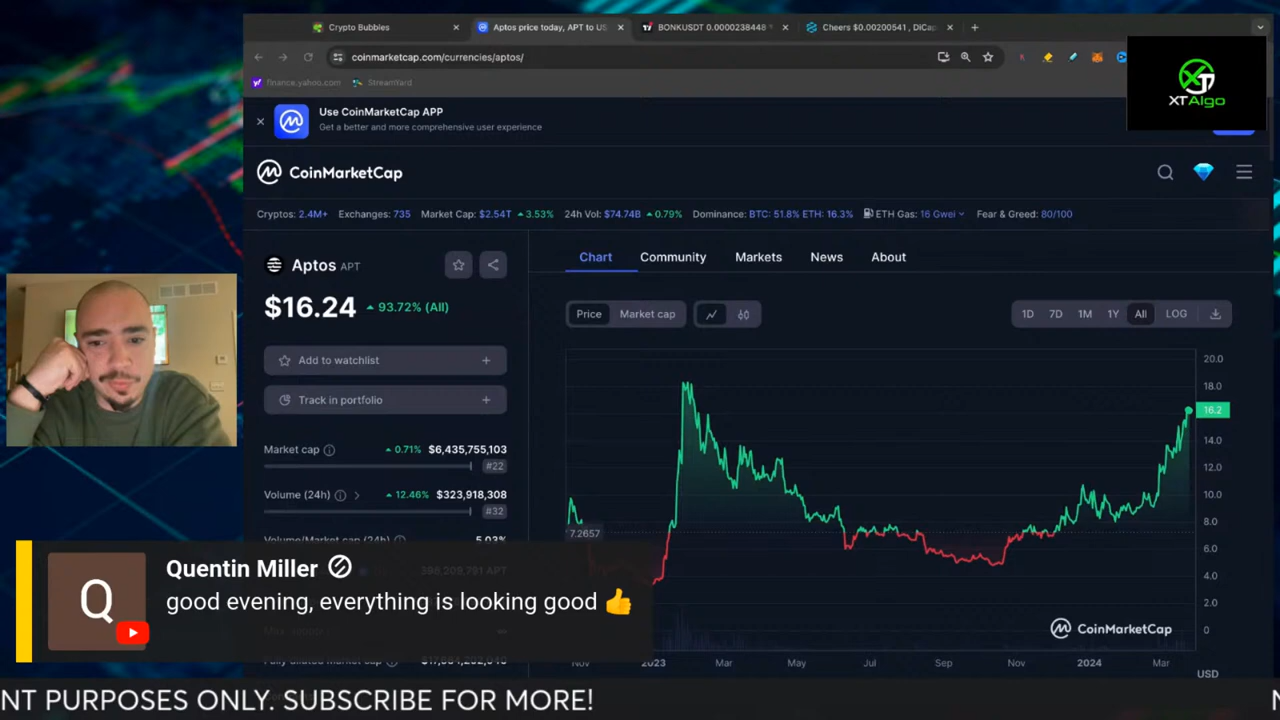 Crypto Bubbles
Aptos price today, APT to US
BONKUSDT 0.0000238448
Cheers $0.00200541 , DiCa
coinmarketcap.com/currencies/aptos/
finance.yahoo.com
StreamYard
XTAlgo
Use CoinMarketCap APP
Get a better and more comprehensive user experience
CoinMarketCap
Cryptos: 2.4M+ Exchanges: 735 Market Cap: $2.54T 3.53% 24h Vol: $74.74B 0.79% Dominance: BTC: 51.8% ETH: 16.3% ETH Gas: 16 Gwei Fear & Greed: 80/100
Aptos APT
$16.24 93.72% (All)
Add to watchlist
Track in portfolio
Market cap 0.71% $6,435,755,103
#22
Volume (24h) 12.46% $323,918,308
#32
Volume/Market cap (24h) 5.03%
Chart Community Markets News About
Price Market cap
1D 7D 1M 1Y All LOG
20.0
18.0
16.2
14.0
12.0
10.0
8.0
6.0
4.0
2.0
0
7.2657
CoinMarketCap
Nov 2023 Mar May Jul Sep Nov 2024 Mar
USD
Q
Quentin Miller
good evening, everything is looking good 👍
NT PURPOSES ONLY. SUBSCRIBE FOR MORE!